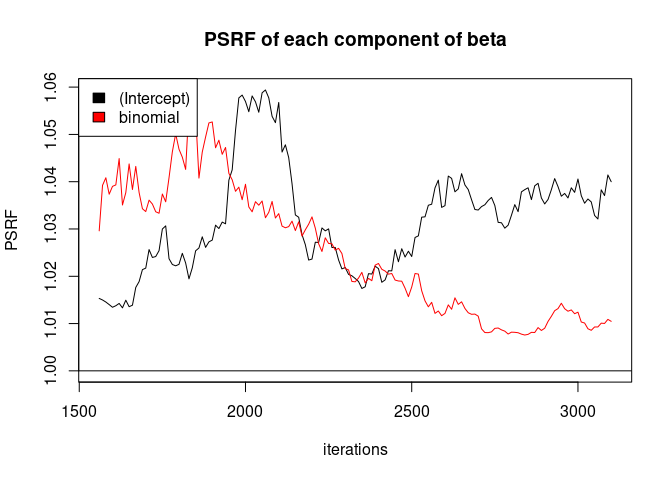 PSRF of each component of beta
(Intercept)
binomial
PSRF
1.06
1.05
1.04
1.03
1.02
1.01
1.00
1500 2000 2500 3000
iterations